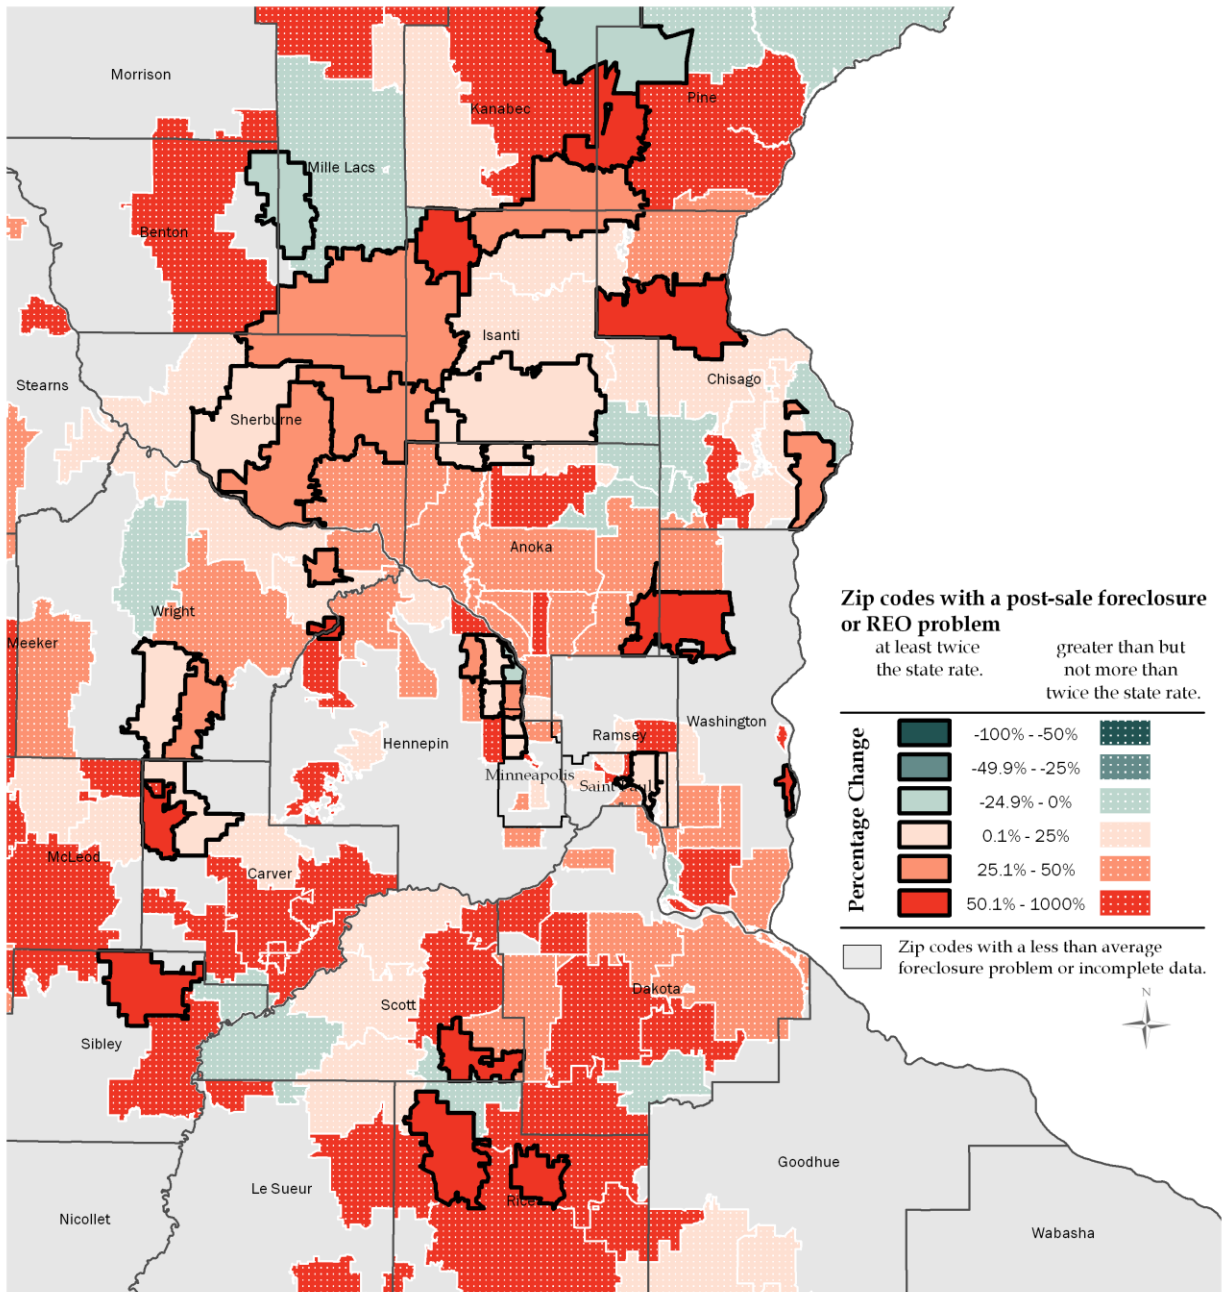 Morrison
Kanabec
Pine
Mille Lacs
Benton
Isanti
Stearns
Chisago
Sherburne
Anoka
Wright
Meeker
Zip codes with a post-sale foreclosure
or REO problem
at least twice
the state rate.
greater than but
not more than
twice the state rate.
Percentage Change
-100% - -50%
-49.9% - -25%
-24.9% - 0%
0.1% - 25%
25.1% - 50%
50.1% - 1000%
Zip codes with a less than average
foreclosure problem or incomplete data.
N
Washington
Ramsey
Hennepin
Minneapolis
Saint Paul
McLeod
Carver
Scott
Dakota
Sibley
Goodhue
Le Sueur
Rice
Nicollet
Wabasha